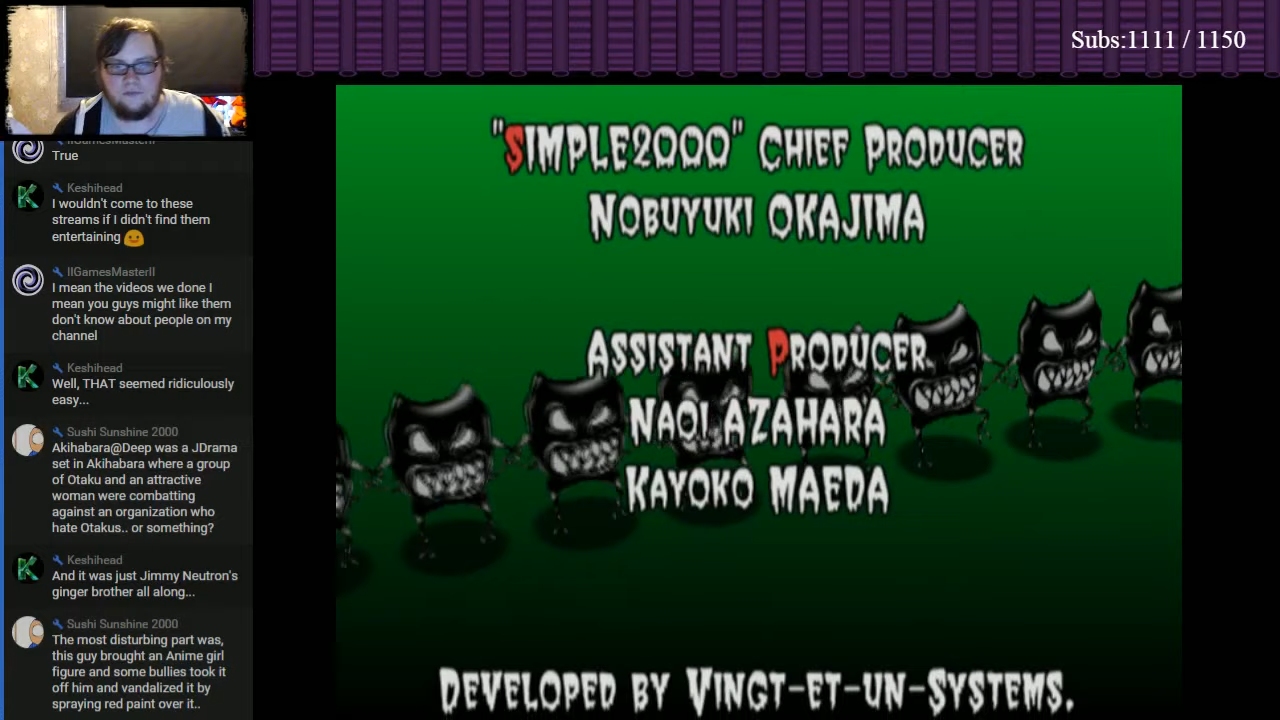 Subs:1111 / 1150
IIGamesMasterII
True
Keshihead
I wouldn't come to these
streams if I didn't find them
entertaining
IIGamesMasterII
I mean the videos we done I
mean you guys might like them
don't know about people on my
channel
Keshihead
Well, THAT seemed ridiculously
easy...
Sushi Sunshine 2000
Akihabara@Deep was a JDrama
set in Akihabara where a group
of Otaku and an attractive
woman were combatting
against an organization who
hate Otakus.. or something?
Keshihead
And it was just Jimmy Neutron's
ginger brother all along...
Sushi Sunshine 2000
The most disturbing part was,
this guy brought an Anime girl
figure and some bullies took it
off him and vandalized it by
spraying red paint over it..
"SIMPLE2000" CHIEF PRODUCER
NOBUYUKI OKAJIMA
ASSISTANT PRODUCER
NAOI AZAHARA
KAYOKO MAEDA
DEVELOPED BY VINGT-ET-UN-SYSTEMS.